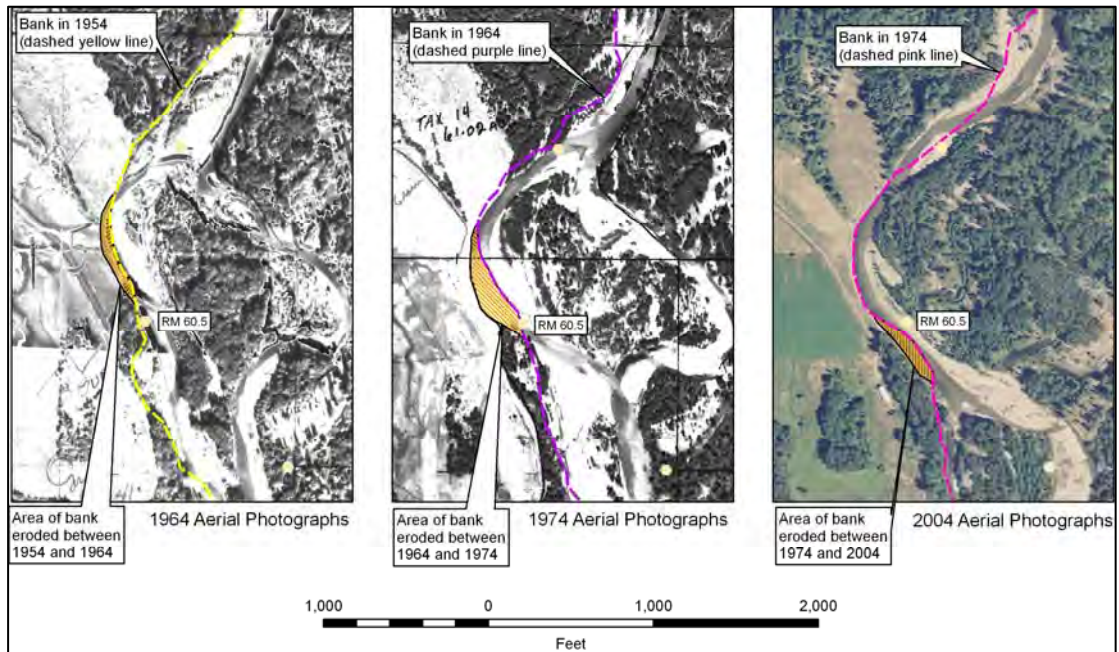 Bank in 1954
(dashed yellow line)
RM 60.5
Area of bank
eroded between
1954 and 1964
1964 Aerial Photographs
Bank in 1964
(dashed purple line)
TAX 14
61.02
RM 60.5
Area of bank
eroded between
1964 and 1974
1974 Aerial Photographs
Bank in 1974
(dashed pink line)
RM 60.5
Area of bank
eroded between
1974 and 2004
2004 Aerial Photographs
1,000
0
1,000
2,000
Feet